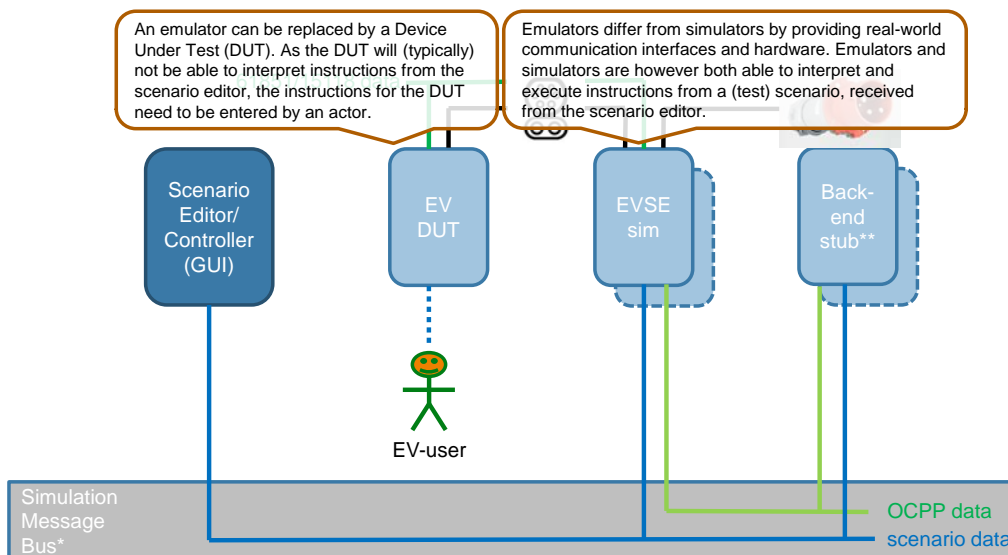 An emulator can be replaced by a Device
Under Test (DUT). As the DUT will (typically)
not be able to interpret instructions from the
scenario editor, the instructions for the DUT
need to be entered by an actor.
Emulators differ from simulators by providing real-world
communication interfaces and hardware. Emulators and
simulators are however both able to interpret and
execute instructions from a (test) scenario, received
from the scenario editor.
Scenario
Editor/
Controller
(GUI)
EV
DUT
EVSE
sim
Back-
end
stub**
EV-user
Simulation
Message
Bus*
OCPP data
scenario data